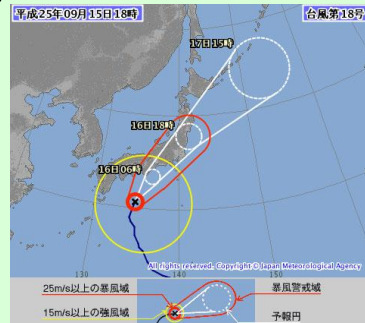 平成25年09月15日18時
台風第18号
17日15時
16日18時
16日06時
140
150
All rights reserved. Copyright © Japan Meteorological Agency
130
140
150
25m/s以上の暴風域
暴風警戒域
15m/s以上の強風域
予報円